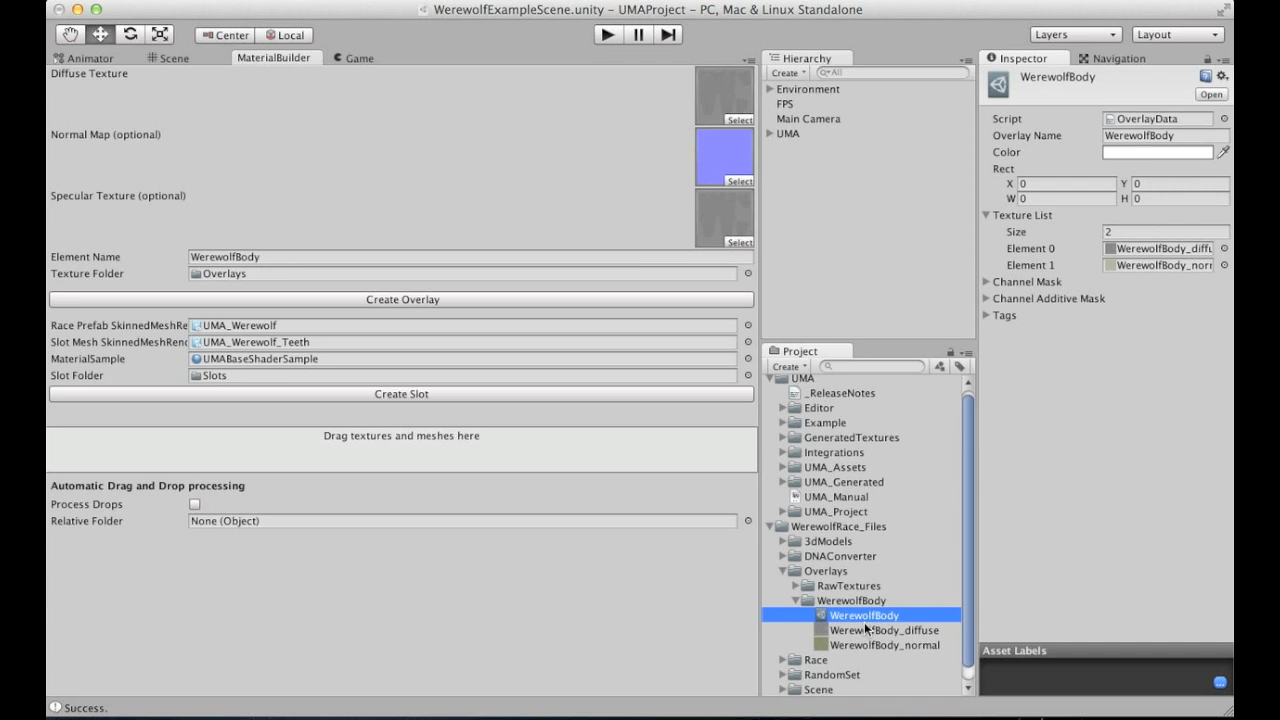 WerewolfExampleScene.unity – UMAProject – PC, Mac & Linux Standalone
Center
Local
Layers
Layout
Animator
Scene
MaterialBuilder
Game
Diffuse Texture
Select
Normal Map (optional)
Select
Specular Texture (optional)
Select
Element Name
WerewolfBody
Texture Folder
Overlays
Create Overlay
Race Prefab SkinnedMeshRe
UMA_Werewolf
Slot Mesh SkinnedMeshRen
UMA_Werewolf_Teeth
MaterialSample
UMABaseShaderSample
Slot Folder
Slots
Create Slot
Drag textures and meshes here
Automatic Drag and Drop processing
Process Drops
Relative Folder
None (Object)
Success.
Hierarchy
Create
All
Environment
FPS
Main Camera
UMA
Project
Create
UMA
_ReleaseNotes
Editor
Example
GeneratedTextures
Integrations
UMA_Assets
UMA_Generated
UMA_Manual
UMA_Project
WerewolfRace_Files
3dModels
DNAConverter
Overlays
RawTextures
WerewolfBody
WerewolfBody
WerewolfBody_diffuse
WerewolfBody_normal
Race
RandomSet
Scene
Inspector
Navigation
WerewolfBody
Open
Script
OverlayData
Overlay Name
WerewolfBody
Color
Rect
X 0
Y 0
W 0
H 0
Texture List
Size
2
Element 0
WerewolfBody_diffu
Element 1
WerewolfBody_norr
Channel Mask
Channel Additive Mask
Tags
Asset Labels